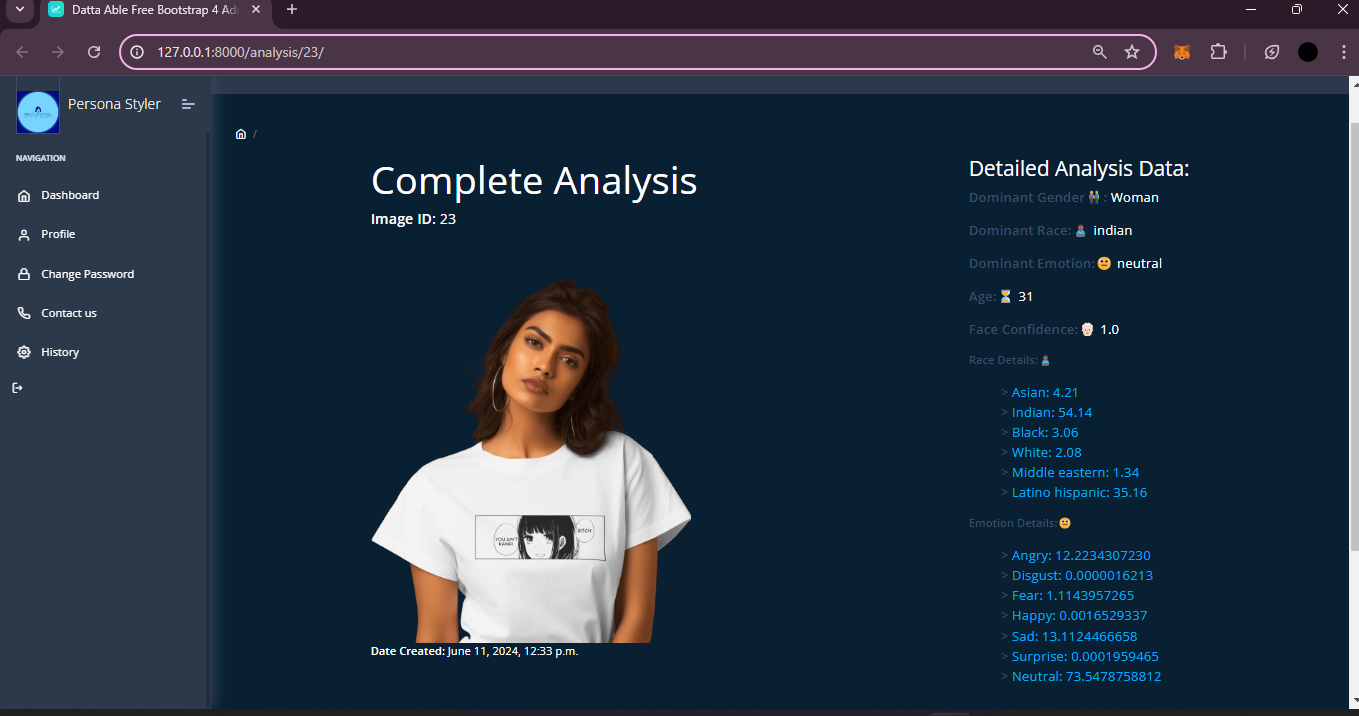 Datta Able Free Bootstrap 4 Ad
127.0.0.1:8000/analysis/23/
Persona Styler
NAVIGATION
Dashboard
Profile
Change Password
Contact us
History
/
Complete Analysis
Image ID: 23
YOU AIN'T
BITCH.
Date Created: June 11, 2024, 12:33 p.m.
Detailed Analysis Data:
Dominant Gender👫 : Woman
Dominant Race: indian
Dominant Emotion:😐 neutral
Age:⏳ 31
Face Confidence: 1.0
Race Details:
> Asian: 4.21
> Indian: 54.14
> Black: 3.06
> White: 2.08
> Middle eastern: 1.34
> Latino hispanic: 35.16
Emotion Details:😐
> Angry: 12.2234307230
> Disgust: 0.0000016213
> Fear: 1.1143957265
> Happy: 0.0016529337
> Sad: 13.1124466658
> Surprise: 0.0001959465
> Neutral: 73.5478758812